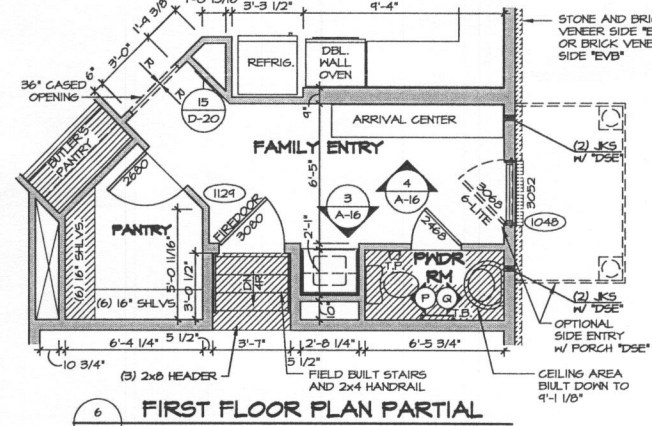 3'-3 1/2"
9'-4"
1'-9 3/8"
3'-0"
6"
R
R
STONE AND BRI
VENEER SIDE "E
OR BRICK VENE
SIDE "EVB"
36" CASED
OPENING
REFRIG.
DBL.
WALL
OVEN
15
D-20
9"
ARRIVAL CENTER
BUTLER'S
PANTRY
FAMILY ENTRY
(2) JKS
W/ "DSE"
2680
6'-5"
1129
3
A-16
4
A-16
3068
6-LITE
3052
1048
PANTRY
FIREDOOR
3080
2468
(6) 16" SHLVS.
5'-0 11/16"
3'-0 1/2"
2'-1"
PWDR
RM
T.P.
DN
4R
P
Q
T.B.
(6) 16" SHLVS.
10"
(2) JKS
W/ "DSE"
OPTIONAL
SIDE ENTRY
W/ PORCH "DSE"
5 1/2"
6'-4 1/4"
3'-7"
2'-8 1/4"
6'-5 3/4"
10 3/4"
5 1/2"
(3) 2x8 HEADER
FIELD BUILT STAIRS
AND 2x4 HANDRAIL
CEILING AREA
BIULT DOWN TO
9'-1 1/8"
6
FIRST FLOOR PLAN PARTIAL